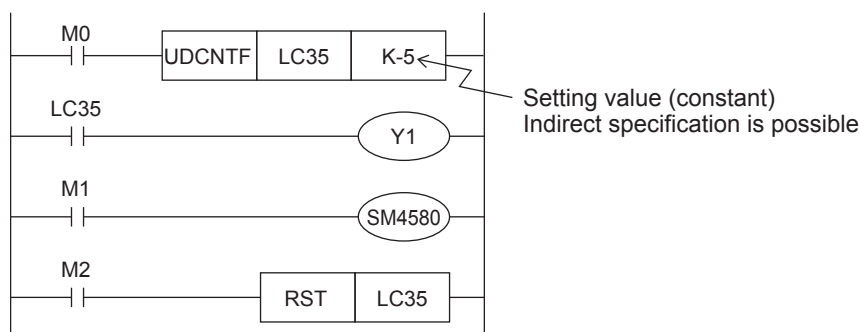 M0
UDCNTF LC35 K-5
Setting value (constant)
Indirect specification is possible
LC35
Y1
M1
SM4580
M2
RST LC35